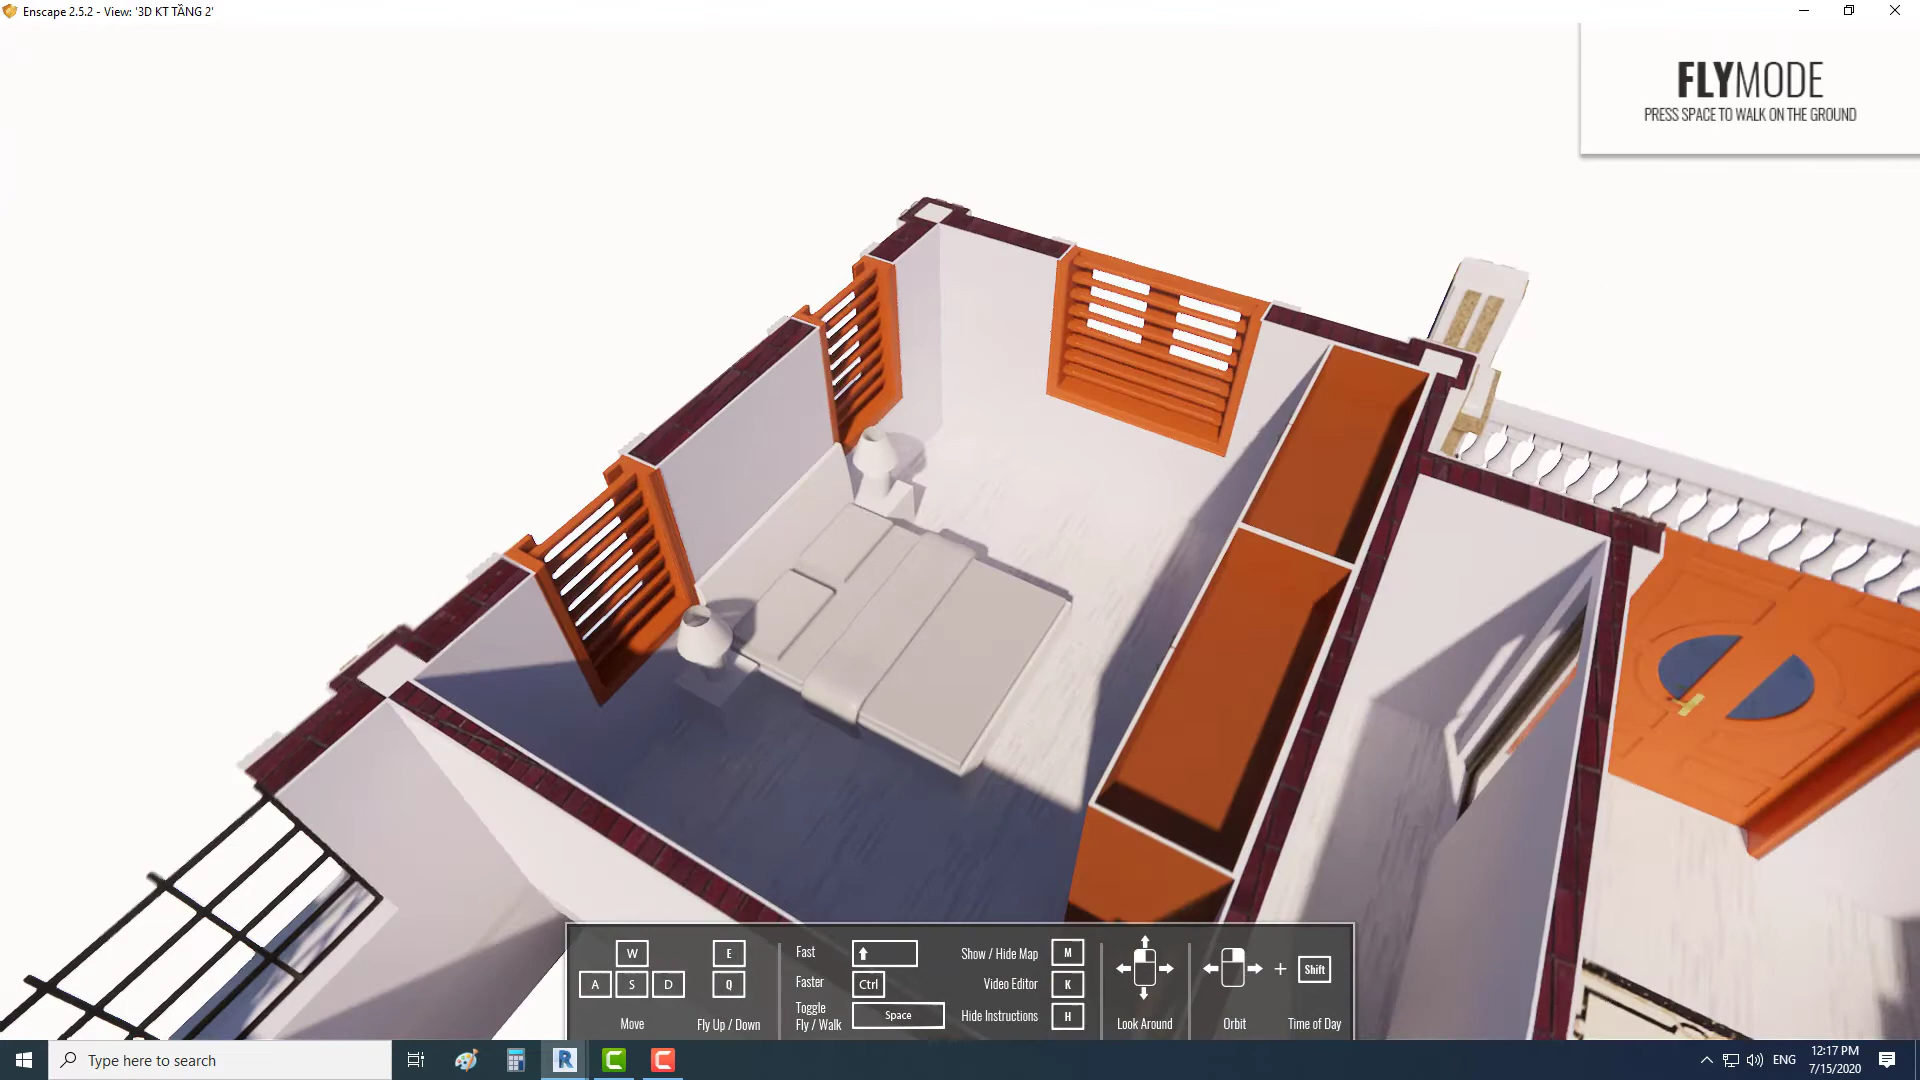 Enscape 2.5.2 - View: '3D KT TẦNG 2'
FLYMODE
PRESS SPACE TO WALK ON THE GROUND
W
E
A
S
D
Q
Move
Fly Up / Down
Fast
Faster
Ctrl
Toggle
Fly / Walk
Space
Show / Hide Map
M
Video Editor
K
Hide Instructions
H
Look Around
+
Shift
Orbit
Time of Day
Type here to search
R
C
C
ENG
12:17 PM
7/15/2020